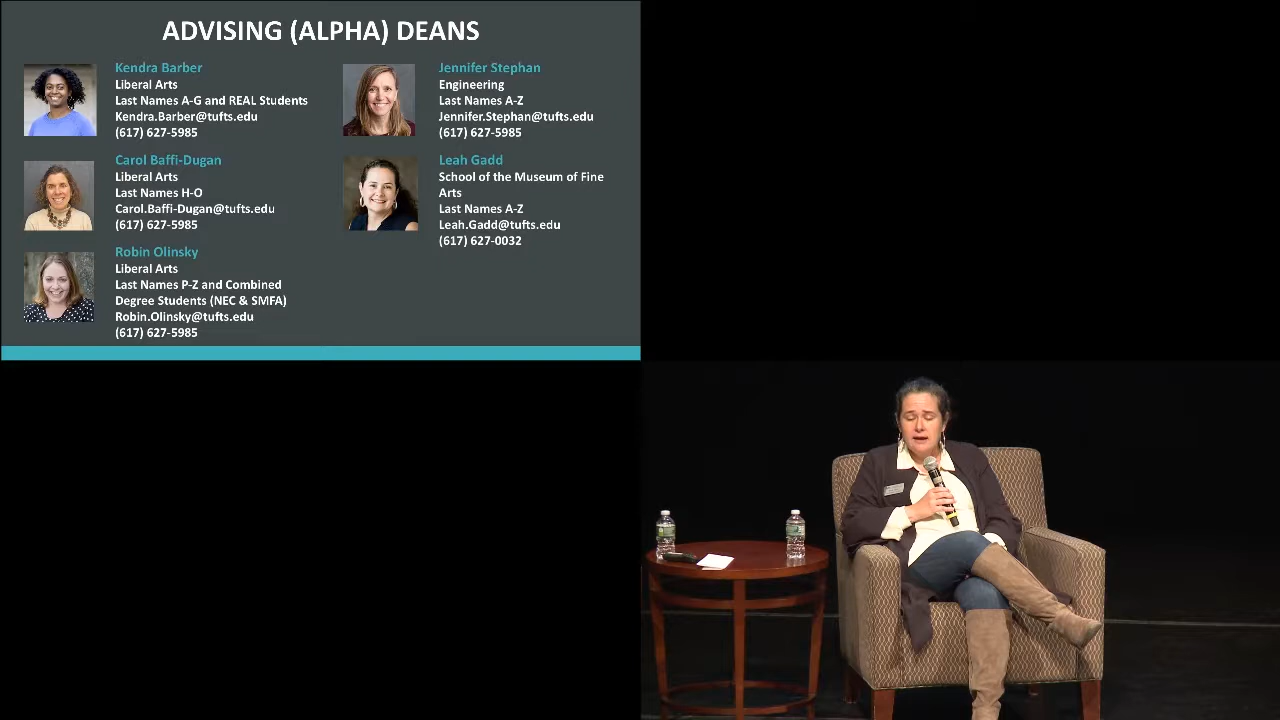 ADVISING (ALPHA) DEANS
Kendra Barber
Liberal Arts
Last Names A-G and REAL Students
Kendra.Barber@tufts.edu
(617) 627-5985
Carol Baffi-Dugan
Liberal Arts
Last Names H-O
Carol.Baffi-Dugan@tufts.edu
(617) 627-5985
Robin Olinsky
Liberal Arts
Last Names P-Z and Combined
Degree Students (NEC & SMFA)
Robin.Olinsky@tufts.edu
(617) 627-5985
Jennifer Stephan
Engineering
Last Names A-Z
Jennifer.Stephan@tufts.edu
(617) 627-5985
Leah Gadd
School of the Museum of Fine
Arts
Last Names A-Z
Leah.Gadd@tufts.edu
(617) 627-0032